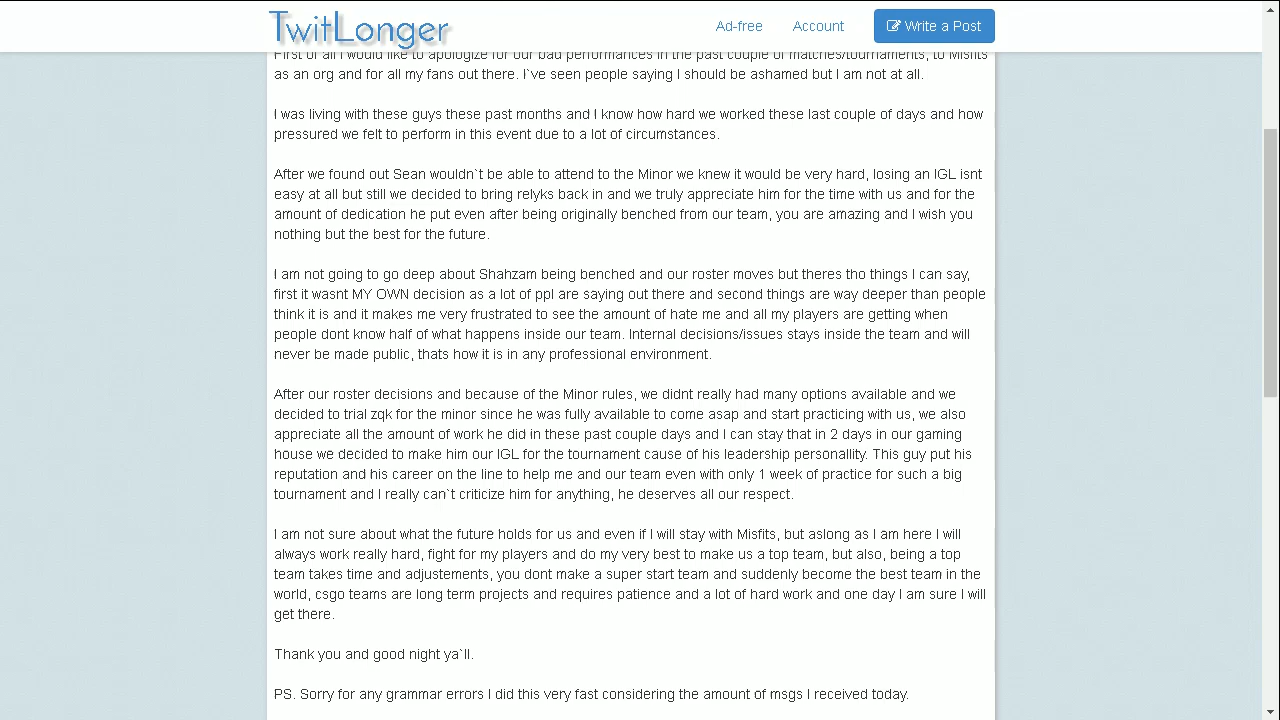 TwitLonger
Ad-free
Account
Write a Post
First of all I would like to apologize for our bad performances in the past couple of matches/tournaments, to Misfits
as an org and for all my fans out there. I`ve seen people saying I should be ashamed but I am not at all.
I was living with these guys these past months and I know how hard we worked these last couple of days and how
pressured we felt to perform in this event due to a lot of circumstances.
After we found out Sean wouldn`t be able to attend to the Minor we knew it would be very hard, losing an IGL isnt
easy at all but still we decided to bring relyks back in and we truly appreciate him for the time with us and for the
amount of dedication he put even after being originally benched from our team, you are amazing and I wish you
nothing but the best for the future.
I am not going to go deep about Shahzam being benched and our roster moves but theres tho things I can say,
first it wasnt MY OWN decision as a lot of ppl are saying out there and second things are way deeper than people
think it is and it makes me very frustrated to see the amount of hate me and all my players are getting when
people dont know half of what happens inside our team. Internal decisions/issues stays inside the team and will
never be made public, thats how it is in any professional environment.
After our roster decisions and because of the Minor rules, we didnt really had many options available and we
decided to trial zqk for the minor since he was fully available to come asap and start practicing with us, we also
appreciate all the amount of work he did in these past couple days and I can stay that in 2 days in our gaming
house we decided to make him our IGL for the tournament cause of his leadership personallity. This guy put his
reputation and his career on the line to help me and our team even with only 1 week of practice for such a big
tournament and I really can`t criticize him for anything, he deserves all our respect.
I am not sure about what the future holds for us and even if I will stay with Misfits, but aslong as I am here I will
always work really hard, fight for my players and do my very best to make us a top team, but also, being a top
team takes time and adjustements, you dont make a super start team and suddenly become the best team in the
world, csgo teams are long term projects and requires patience and a lot of hard work and one day I am sure I will
get there.
Thank you and good night ya`ll.
PS. Sorry for any grammar errors I did this very fast considering the amount of msgs I received today.